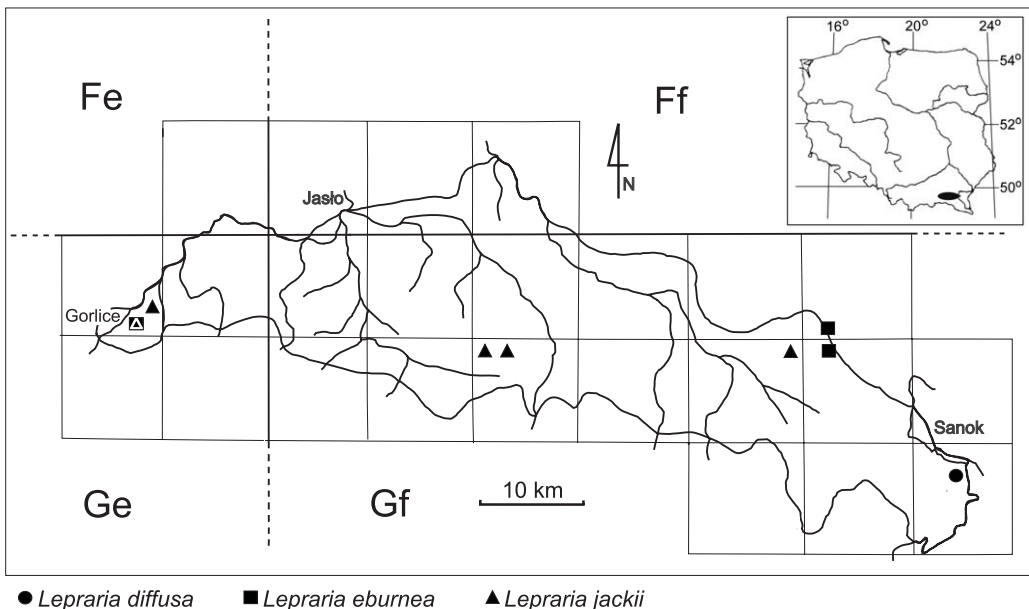 16° 20° 24°
54°
52°
50°
Fe
Ff
N
Jasło
Gorlice
Sanok
Ge
Gf
10 km
Lepraria diffusa Lepraria eburnea Lepraria jackii